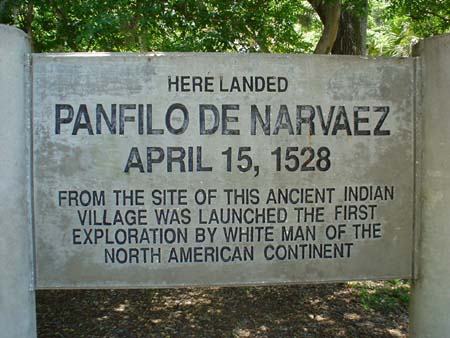 HERE LANDED
PANFILO DE NARVAEZ
APRIL 15, 1528
FROM THE SITE OF THIS ANCIENT INDIAN
VILLAGE WAS LAUNCHED THE FIRST
EXPLORATION BY WHITE MAN OF THE
NORTH AMERICAN CONTINENT